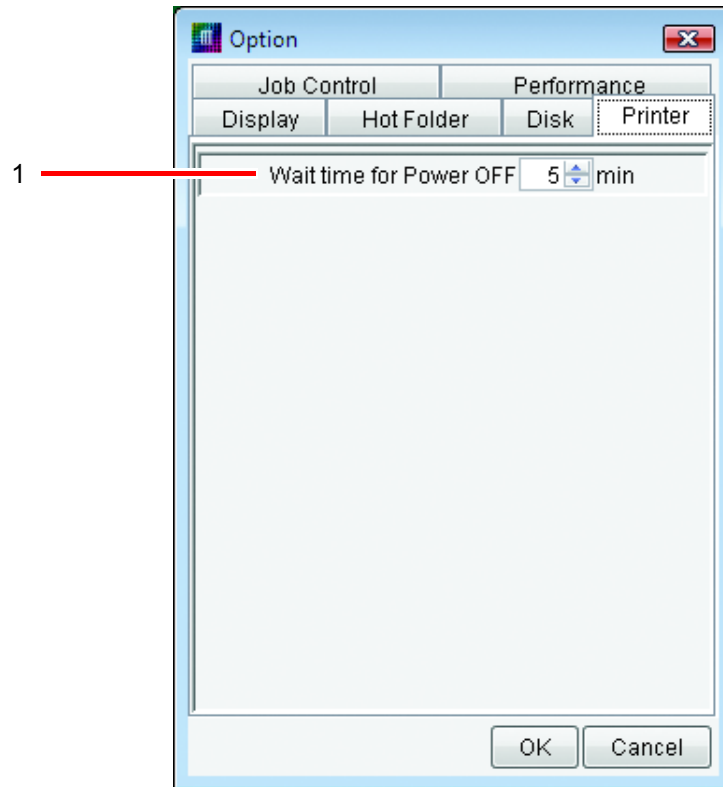 Option
Job Control Performance
Display Hot Folder Disk Printer
1 Wait time for Power OFF 5 min
OK Cancel